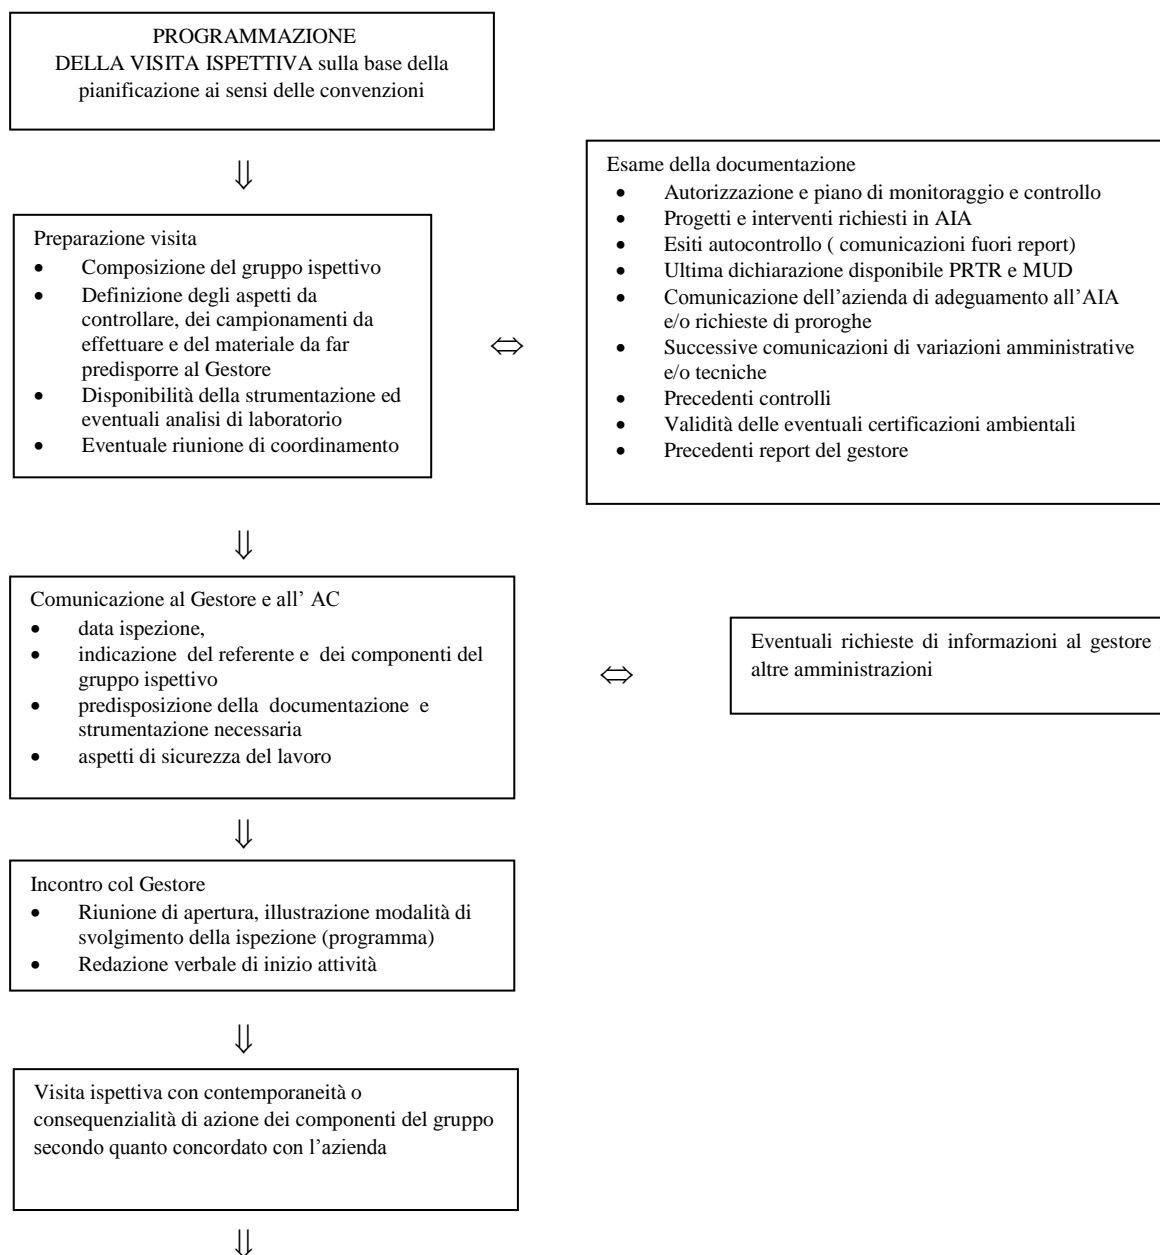 PROGRAMMAZIONE
DELLA VISITA ISPETTIVA sulla base della
pianificazione ai sensi delle convenzioni
⇓
Preparazione visita
• Composizione del gruppo ispettivo
• Definizione degli aspetti da
controllare, dei campionamenti da
effettuare e del materiale da far
predisporre al Gestore
• Disponibilità della strumentazione ed
eventuali analisi di laboratorio
• Eventuale riunione di coordinamento
⇔
Esame della documentazione
• Autorizzazione e piano di monitoraggio e controllo
• Progetti e interventi richiesti in AIA
• Esiti autocontrollo ( comunicazioni fuori report)
• Ultima dichiarazione disponibile PRTR e MUD
• Comunicazione dell’azienda di adeguamento all’AIA
e/o richieste di proroghe
• Successive comunicazioni di variazioni amministrative
e/o tecniche
• Precedenti controlli
• Validità delle eventuali certificazioni ambientali
• Precedenti report del gestore
⇓
Comunicazione al Gestore e all’ AC
• data ispezione,
• indicazione del referente e dei componenti del
gruppo ispettivo
• predisposizione della documentazione e
strumentazione necessaria
• aspetti di sicurezza del lavoro
⇔
Eventuali richieste di informazioni al gestore
altre amministrazioni
⇓
Incontro col Gestore
• Riunione di apertura, illustrazione modalità di
svolgimento della ispezione (programma)
• Redazione verbale di inizio attività
⇓
Visita ispettiva con contemporaneità o
consequenzialità di azione dei componenti del gruppo
secondo quanto concordato con l’azienda
⇓